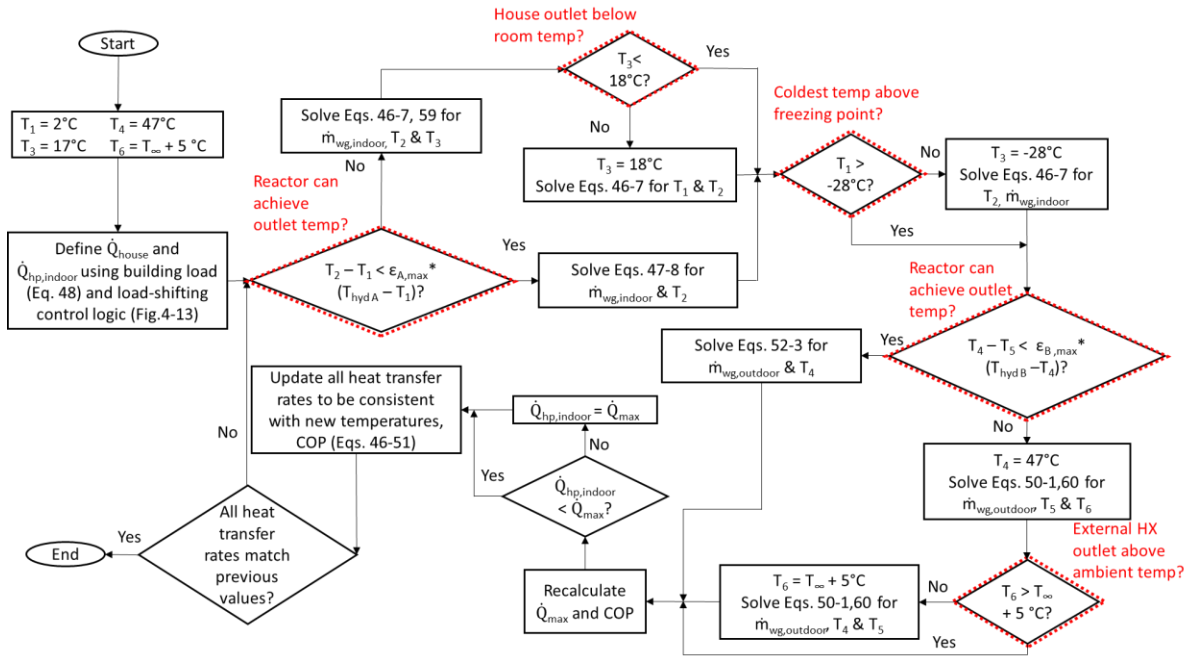 Start
T₁ = 2°C T₄ = 47°C
T₃ = 17°C T₆ = T∞ + 5 °C
Define Q̇house and
Q̇hp,indoor using building load
(Eq. 48) and load-shifting
control logic (Fig.4-13)
Reactor can
achieve
outlet temp?
T₂ – T₁ < εA,max*
(Thyd A – T₁)?
No
Solve Eqs. 46-7, 59 for
ṁwg,indoor, T₂ & T₃
House outlet below
room temp?
T₃<
18°C?
Yes
No
T₃ = 18°C
Solve Eqs. 46-7 for T₁ & T₂
Yes
Solve Eqs. 47-8 for
ṁwg,indoor & T₂
Coldest temp above
freezing point?
T₁ >
-28°C?
No
T₃ = -28°C
Solve Eqs. 46-7 for
T₂, ṁwg,indoor
Yes
Reactor can
achieve outlet
temp?
T₄ – T₅ < εB,max*
(Thyd B –T₄)?
Yes
Solve Eqs. 52-3 for
ṁwg,outdoor & T₄
No
T₄ = 47°C
Solve Eqs. 50-1,60 for
ṁwg,outdoor, T₅ & T₆
External HX
outlet above
ambient temp?
T₆ > T∞
+ 5 °C?
No
T₆ = T∞ + 5°C
Solve Eqs. 50-1,60 for
ṁwg,outdoor, T₄ & T₅
Yes
Recalculate
Q̇max and COP
Q̇hp,indoor
< Q̇max?
No
Q̇hp,indoor = Q̇max
Yes
Update all heat transfer
rates to be consistent
with new temperatures,
COP (Eqs. 46-51)
All heat
transfer
rates match
previous
values?
No
Yes
End